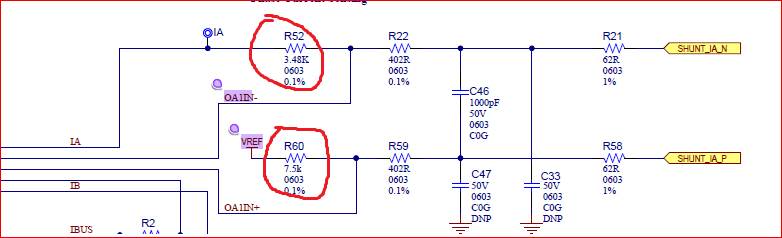 IA
R52
3.48K
0603
0.1%
R22
402R
0603
0.1%
R21
62R
0603
1%
SHUNT_IA_N
OA1IN-
C46
1000pF
50V
0603
C0G
IA
VREF
R60
7.5k
0603
0.1%
R59
402R
0603
0.1%
R58
62R
0603
1%
SHUNT_IA_P
IB
C47
50V
0603
C0G
DNP
C33
50V
0603
C0G
DNP
OA1IN+
IBUS
R2